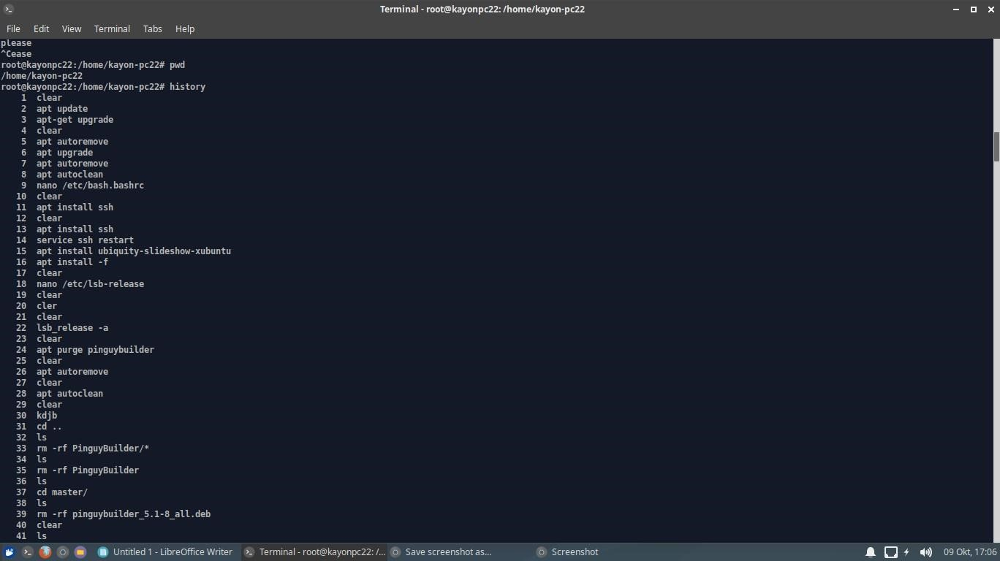 Terminal - root@kayonpc22: /home/kayon-pc22
File Edit View Terminal Tabs Help
please
^Cease
root@kayonpc22:/home/kayon-pc22# pwd
/home/kayon-pc22
root@kayonpc22:/home/kayon-pc22# history
1 clear
2 apt update
3 apt-get upgrade
4 clear
5 apt autoremove
6 apt upgrade
7 apt autoremove
8 apt autoclean
9 nano /etc/bash.bashrc
10 clear
11 apt install ssh
12 clear
13 apt install ssh
14 service ssh restart
15 apt install ubiquity-slideshow-xubuntu
16 apt install -f
17 clear
18 nano /etc/lsb-release
19 clear
20 cler
21 clear
22 lsb_release -a
23 clear
24 apt purge pinguybuilder
25 clear
26 apt autoremove
27 clear
28 apt autoclean
29 clear
30 kdjb
31 cd ..
32 ls
33 rm -rf PinguyBuilder/*
34 ls
35 rm -rf PinguyBuilder
36 ls
37 cd master/
38 ls
39 rm -rf pinguybuilder_5.1-8_all.deb
40 clear
41 ls
Untitled 1 - LibreOffice Writer Terminal - root@kayonpc22: /... Save screenshot as... Screenshot 09 Okt, 17:06